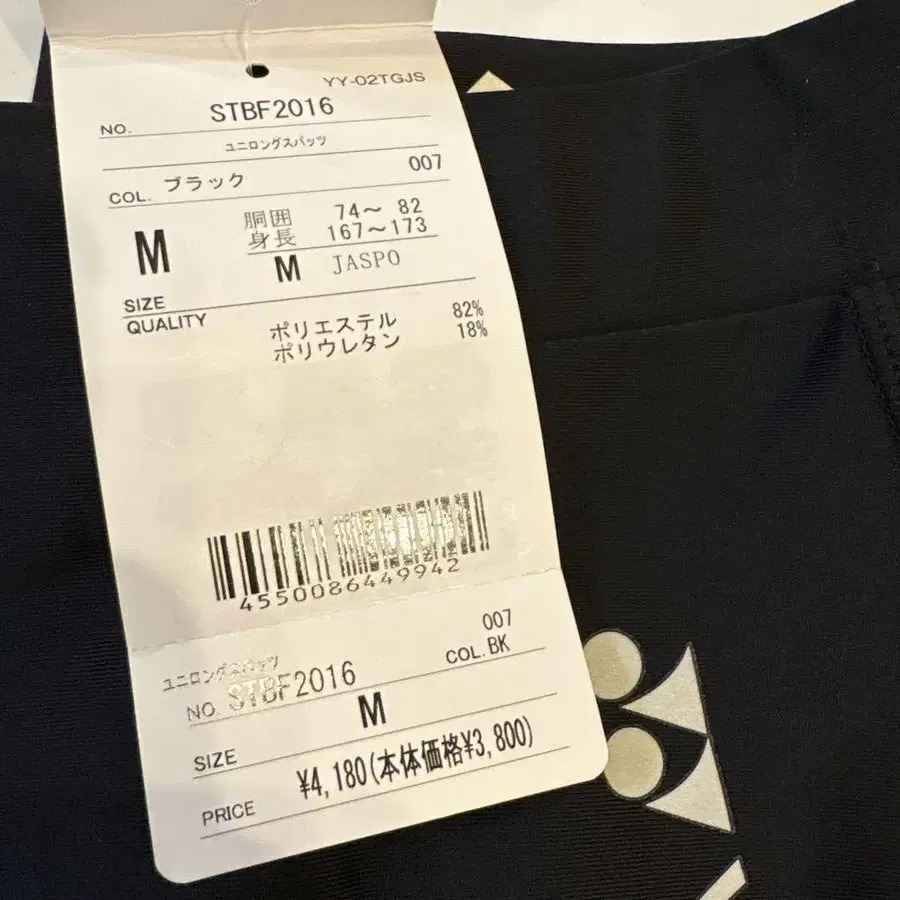 YY-02TGJS
NO. STBF2016
ユニロングスパッツ
COL. ブラック 007
M 胴囲 74～ 82
身長 167～173
M JASPO
SIZE
QUALITY
ポリエステル 82%
ポリウレタン 18%
4550086449942
007
ユニロングスパッツ
NO. STBF2016 COL. BK
SIZE M
PRICE ¥4,180(本体価格¥3,800)